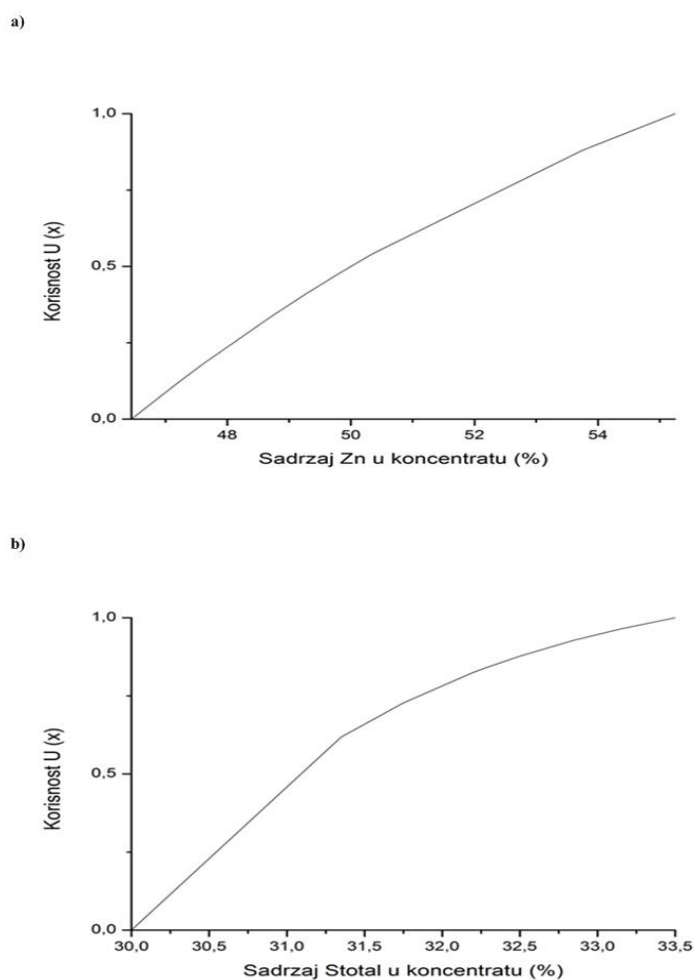 a)
1,0
0,5
0,0
Korisnost U (x)
48 50 52 54
Sadrzaj Zn u koncentratu (%)
b)
1,0
0,5
0,0
Korisnost U (x)
30,0 30,5 31,0 31,5 32,0 32,5 33,0 33,5
Sadrzaj Stotal u koncentratu (%)